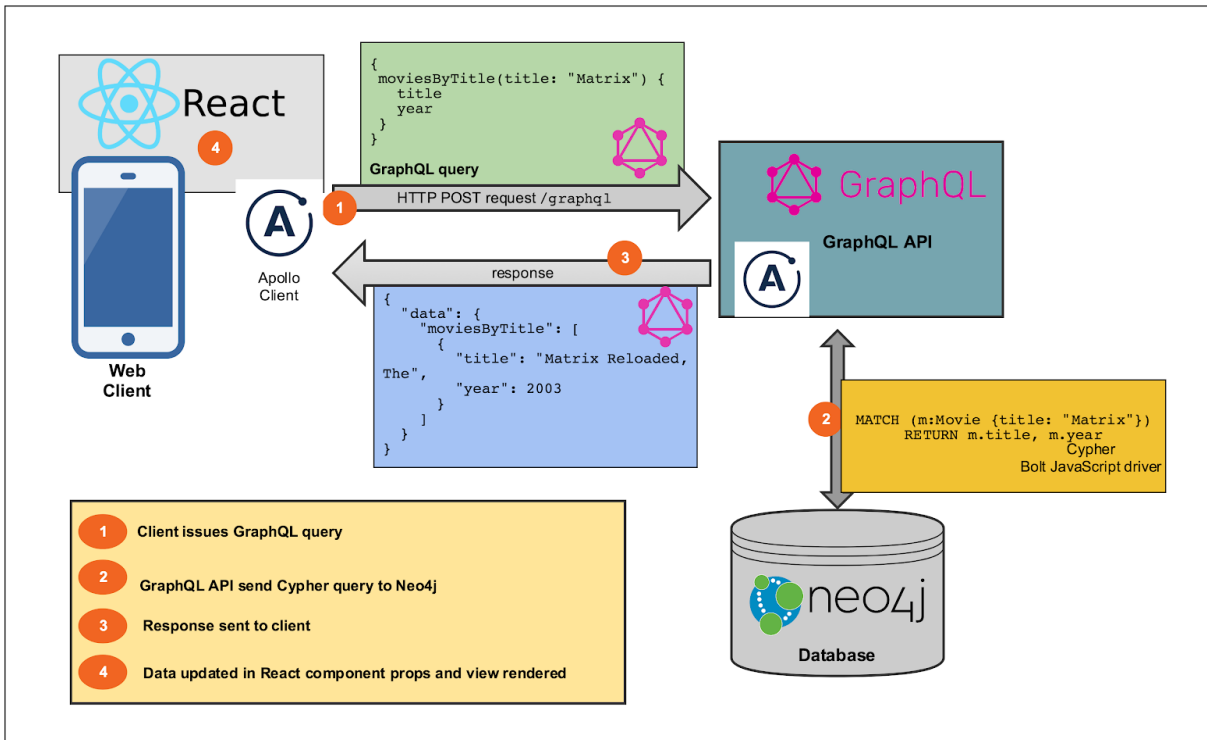 React
4
{
moviesByTitle(title: "Matrix") {
title
year
}
}
GraphQL query
1
HTTP POST request /graphql
A
Apollo
Client
Web
Client
3
response
{
"data": {
"moviesByTitle": [
{
"title": "Matrix Reloaded,
The",
"year": 2003
}
]
}
}
GraphQL
GraphQL API
A
2
MATCH (m:Movie {title: "Matrix"})
RETURN m.title, m.year
Cypher
Bolt JavaScript driver
neo4j
Database
1 Client issues GraphQL query
2 GraphQL API send Cypher query to Neo4j
3 Response sent to client
4 Data updated in React component props and view rendered